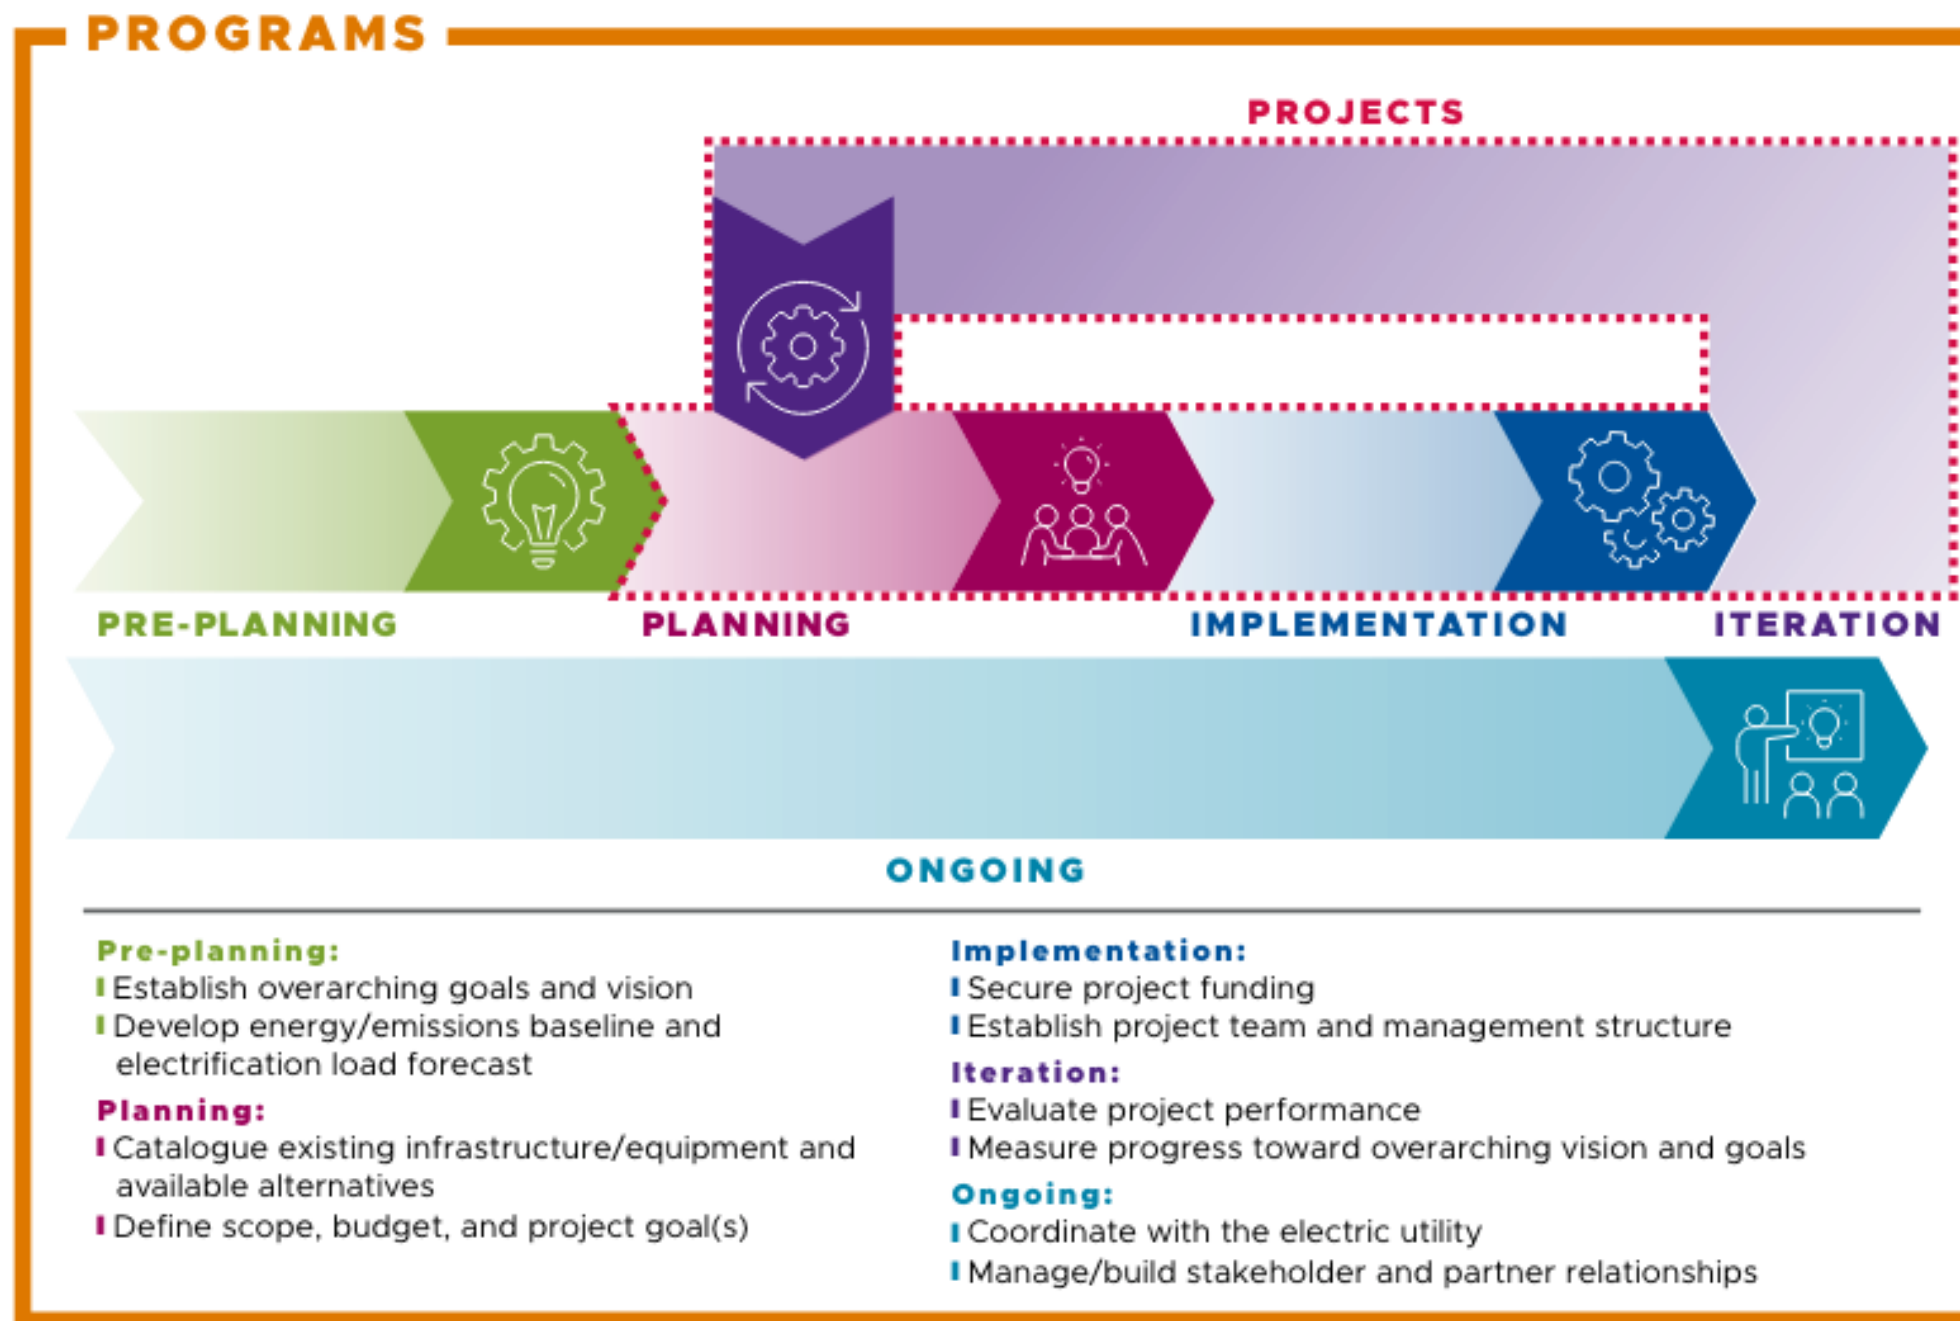 PROGRAMS
PROJECTS
PRE-PLANNING
PLANNING
IMPLEMENTATION
ITERATION
ONGOING
Pre-planning:
Establish overarching goals and vision
Develop energy/emissions baseline and
electrification load forecast
Planning:
Catalogue existing infrastructure/equipment and
available alternatives
Define scope, budget, and project goal(s)
Implementation:
Secure project funding
Establish project team and management structure
Iteration:
Evaluate project performance
Measure progress toward overarching vision and goals
Ongoing:
Coordinate with the electric utility
Manage/build stakeholder and partner relationships